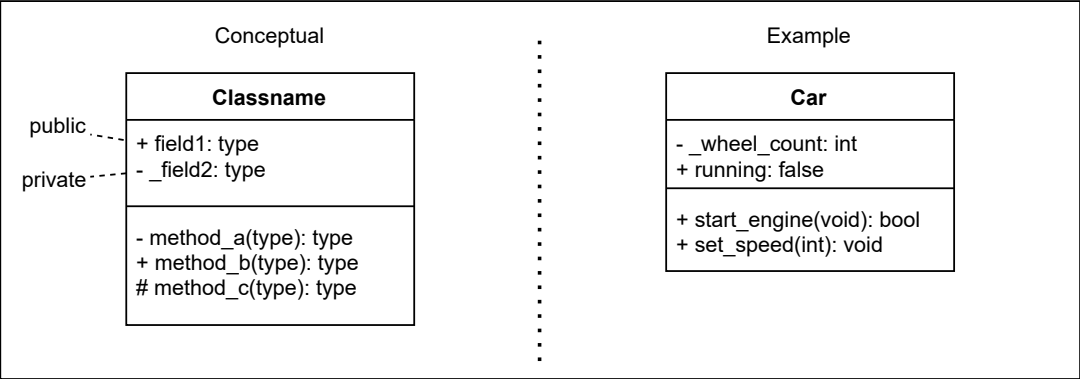 Conceptual
Classname
public
+ field1: type
private
- _field2: type
- method_a(type): type
+ method_b(type): type
# method_c(type): type
Example
Car
- _wheel_count: int
+ running: false
+ start_engine(void): bool
+ set_speed(int): void